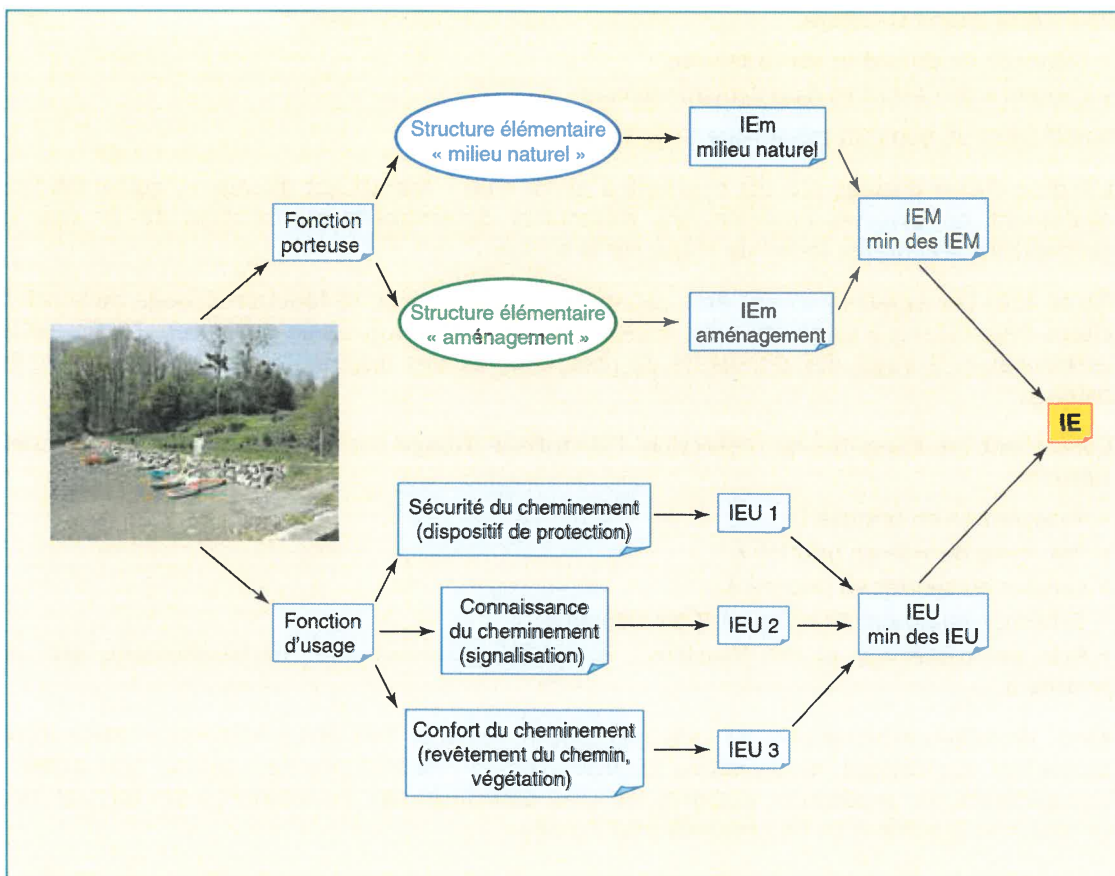 Structure élémentaire
« milieu naturel »
IEm
milieu naturel
Fonction
porteuse
IEM
min des IEM
Structure élémentaire
« aménagement »
IEm
aménagement
IE
Sécurité du cheminement
(dispositif de protection)
IEU 1
Fonction
d'usage
Connaissance
du cheminement
(signalisation)
IEU 2
IEU
min des IEU
Confort du cheminement
(revêtement du chemin,
végétation)
IEU 3